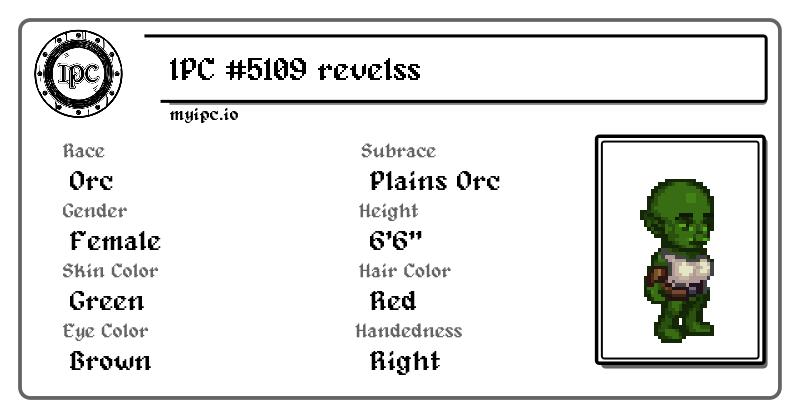 IPC
IPC #5109 revelss
myipc.io
Race
Subrace
Orc
Plains Orc
Gender
Height
Female
6'6"
Skin Color
Hair Color
Green
Red
Eye Color
Handedness
Brown
Right